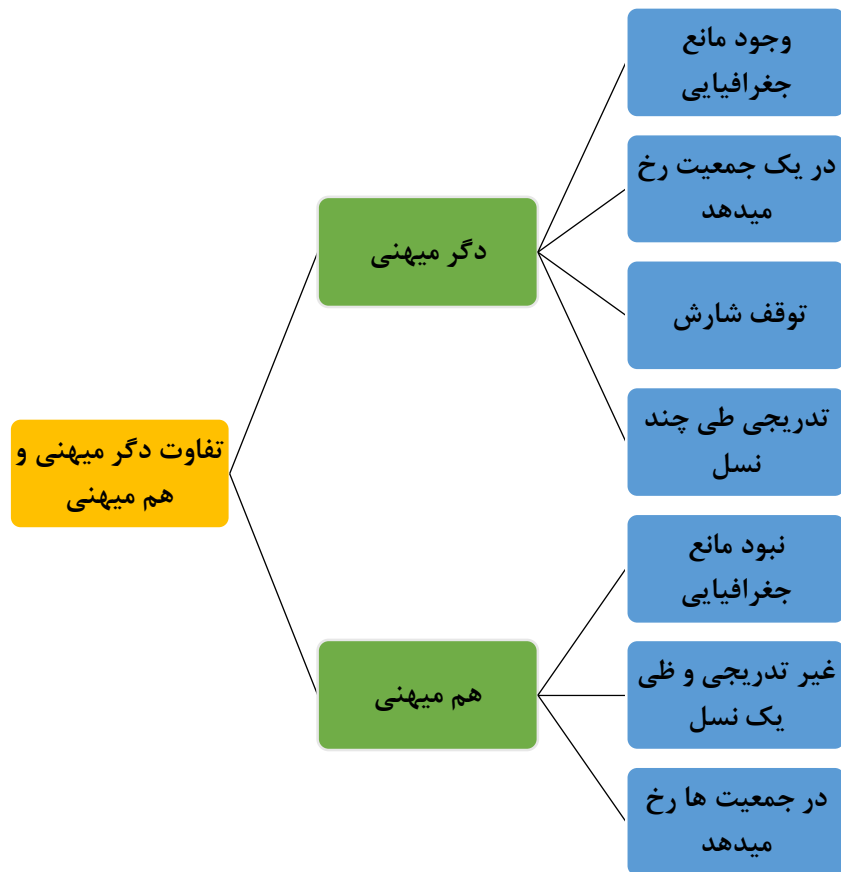 تفاوت دگر میهنی و
هم میهنی
دگر میهنی
وجود مانع
جغرافیایی
در یک جمعیت رخ
میدهد
توقف شارش
تدریجی طی چند
نسل
هم میهنی
نبود مانع
جغرافیایی
غیر تدریجی و ظی
یک نسل
در جمعیت ها رخ
میدهد